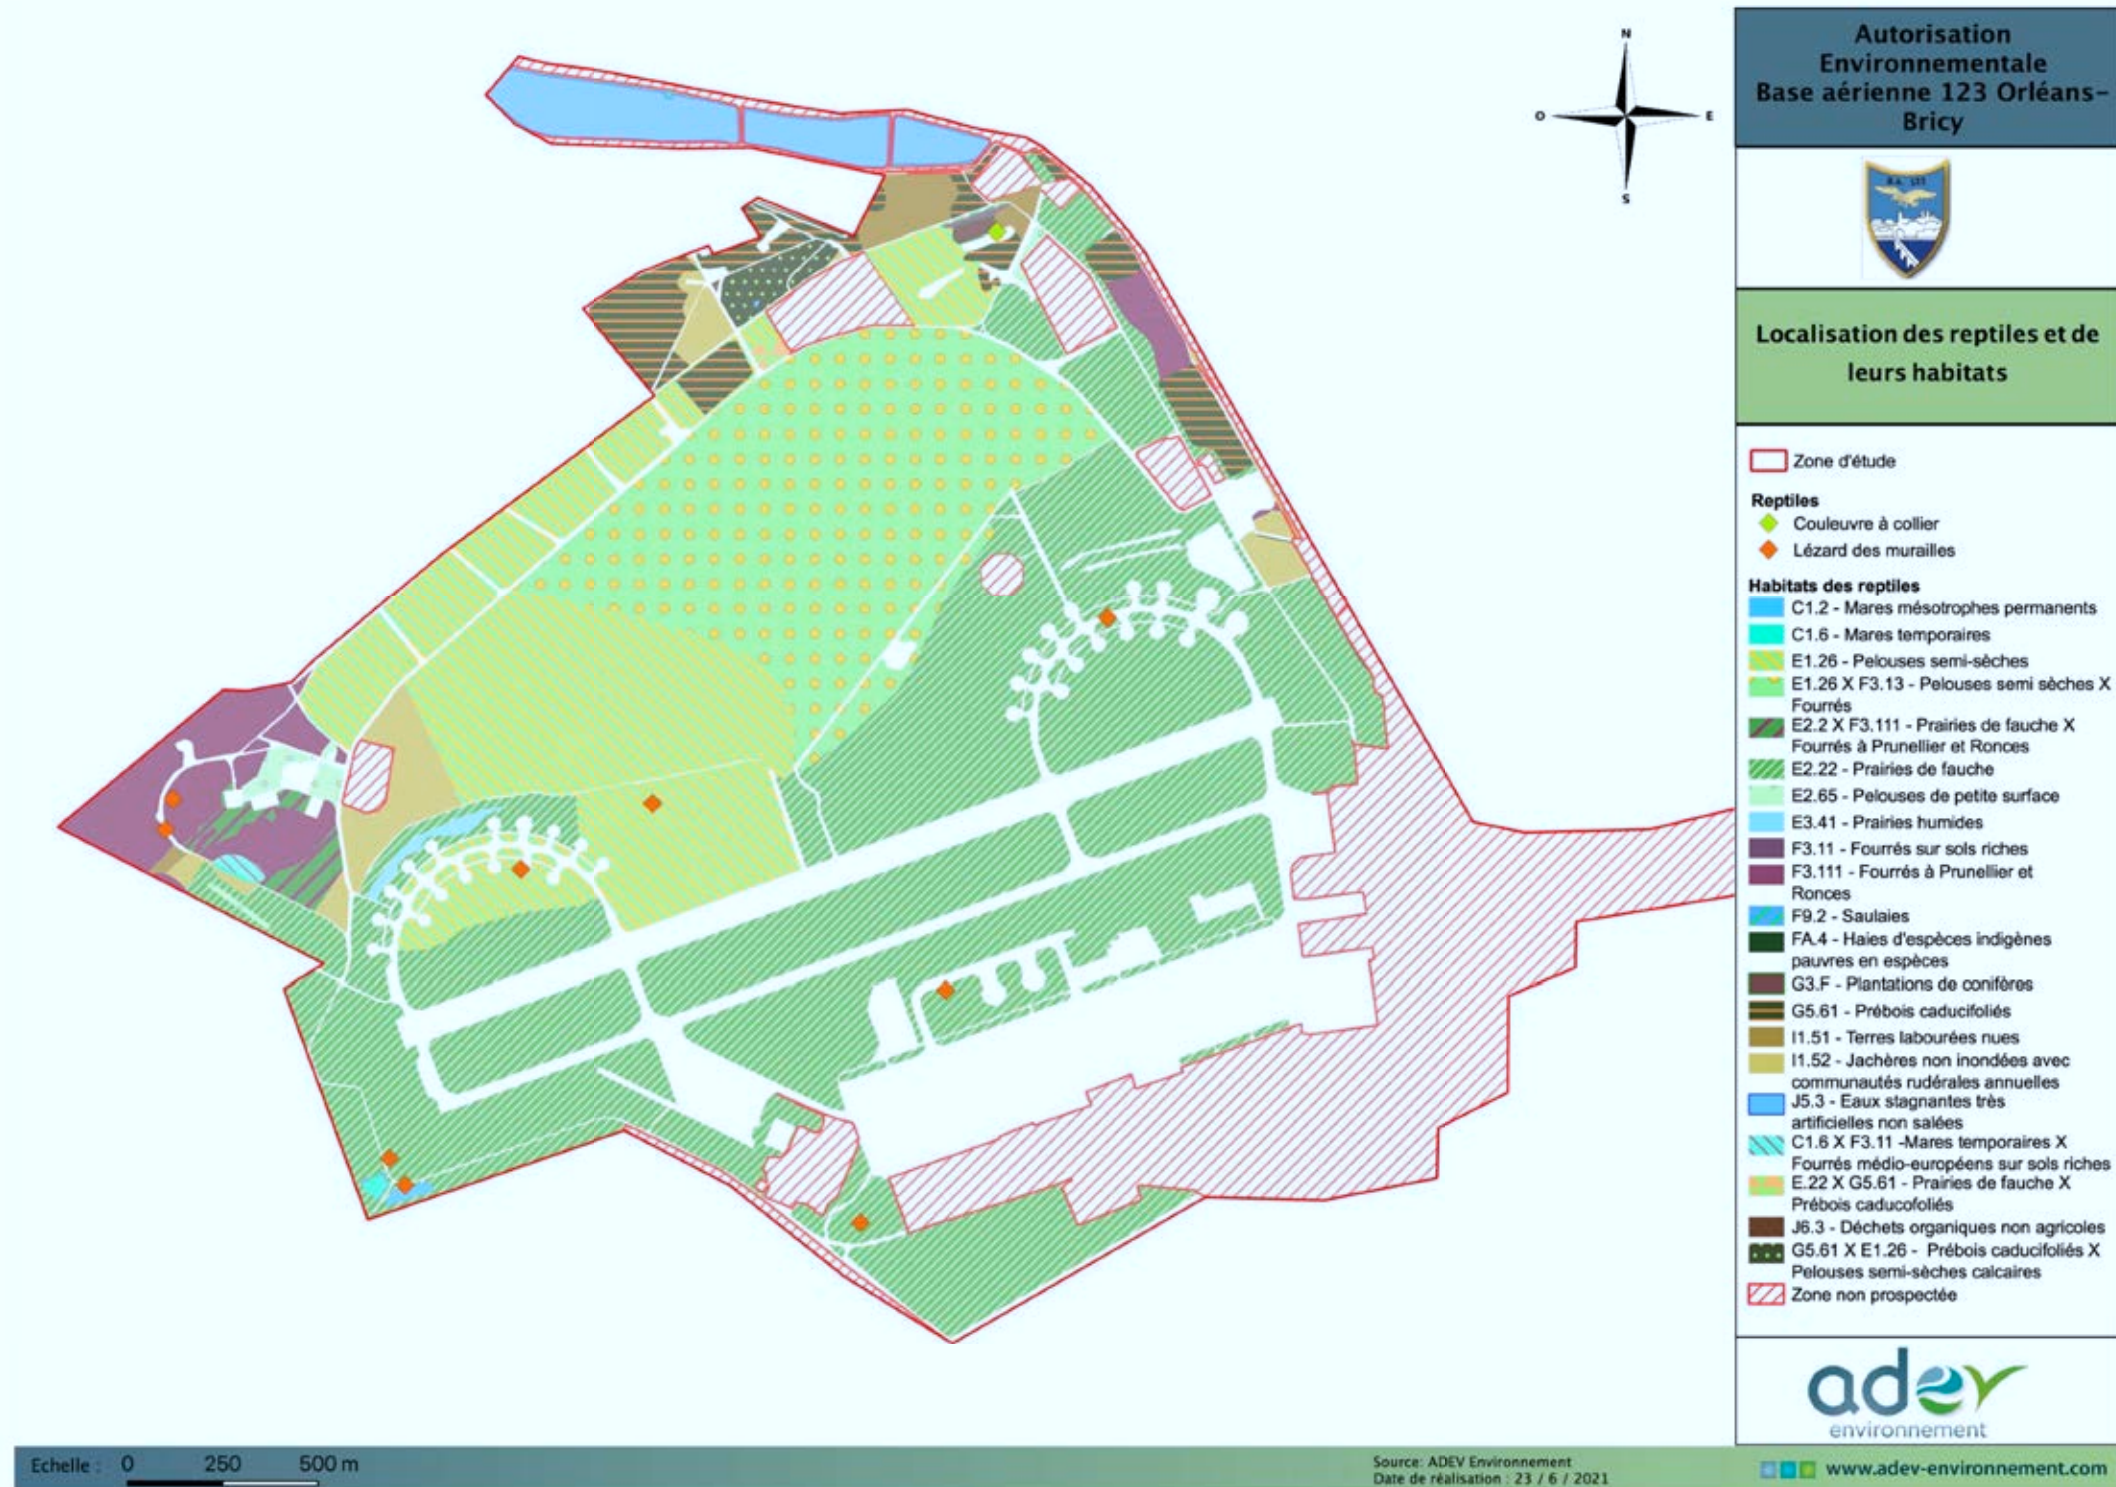 N
O
E
S
Autorisation
Environnementale
Base aérienne 123 Orléans-
Bricy
B.A. 123
Localisation des reptiles et de
leurs habitats
Zone d'étude
Reptiles
Couleuvre à collier
Lézard des murailles
Habitats des reptiles
C1.2 - Mares mésotrophes permanents
C1.6 - Mares temporaires
E1.26 - Pelouses semi-sèches
E1.26 X F3.13 - Pelouses semi sèches X
Fourrés
E2.2 X F3.111 - Prairies de fauche X
Fourrés à Prunellier et Ronces
E2.22 - Prairies de fauche
E2.65 - Pelouses de petite surface
E3.41 - Prairies humides
F3.11 - Fourrés sur sols riches
F3.111 - Fourrés à Prunellier et
Ronces
F9.2 - Saulaies
FA.4 - Haies d'espèces indigènes
pauvres en espèces
G3.F - Plantations de conifères
G5.61 - Prébois caducifoliés
I1.51 - Terres labourées nues
I1.52 - Jachères non inondées avec
communautés rudérales annuelles
J5.3 - Eaux stagnantes très
artificielles non salées
C1.6 X F3.11 -Mares temporaires X
Fourrés médio-européens sur sols riches
E.22 X G5.61 - Prairies de fauche X
Prébois caducofoliés
J6.3 - Déchets organiques non agricoles
G5.61 X E1.26 - Prébois caducifoliés X
Pelouses semi-sèches calcaires
Zone non prospectée
adev
environnement
Echelle : 0 250 500 m
Source: ADEV Environnement
Date de réalisation : 23 / 6 / 2021
www.adev-environnement.com